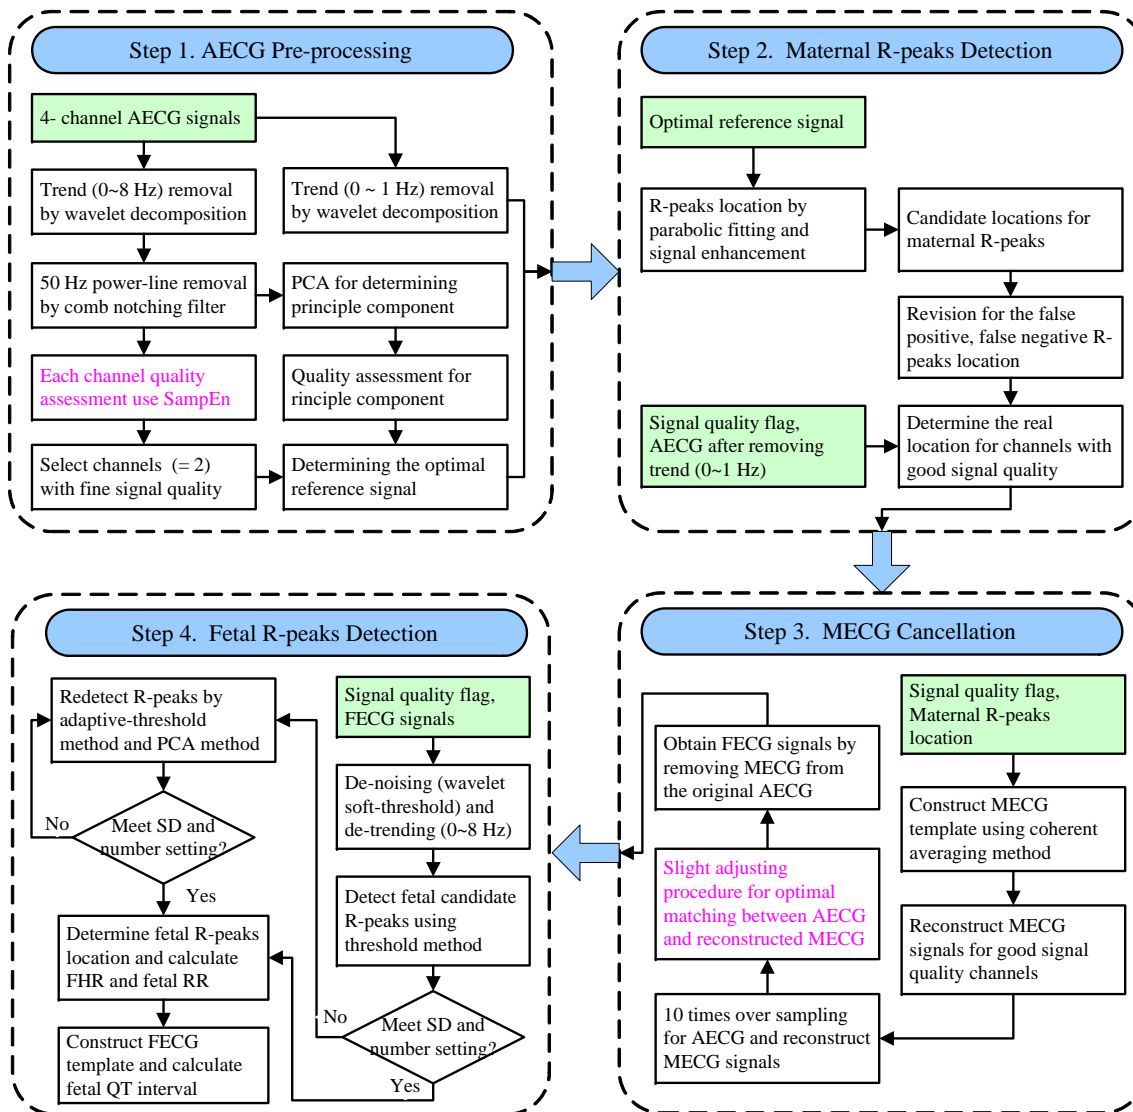 Step 1. AECG Pre-processing
4- channel AECG signals
Trend (0~8 Hz) removal
by wavelet decomposition
Trend (0 ~ 1 Hz) removal
by wavelet decomposition
50 Hz power-line removal
by comb notching filter
PCA for determining
principle component
Each channel quality
assessment use SampEn
Quality assessment for
rinciple component
Select channels (= 2)
with fine signal quality
Determining the optimal
reference signal
Step 2. Maternal R-peaks Detection
Optimal reference signal
R-peaks location by
parabolic fitting and
signal enhancement
Candidate locations for
maternal R-peaks
Revision for the false
positive, false negative R-
peaks location
Signal quality flag,
AECG after removing
trend (0~1 Hz)
Determine the real
location for channels with
good signal quality
Step 3. MECG Cancellation
Signal quality flag,
Maternal R-peaks
location
Construct MECG
template using coherent
averaging method
Reconstruct MECG
signals for good signal
quality channels
10 times over sampling
for AECG and reconstruct
MECG signals
Slight adjusting
procedure for optimal
matching between AECG
and reconstructed MECG
Obtain FECG signals by
removing MECG from
the original AECG
Step 4. Fetal R-peaks Detection
Signal quality flag,
FECG signals
De-noising (wavelet
soft-threshold) and
de-trending (0~8 Hz)
Detect fetal candidate
R-peaks using
threshold method
Meet SD and
number setting?
No
Yes
Redetect R-peaks by
adaptive-threshold
method and PCA method
Meet SD and
number setting?
No
Yes
Determine fetal R-peaks
location and calculate
FHR and fetal RR
Construct FECG
template and calculate
fetal QT interval